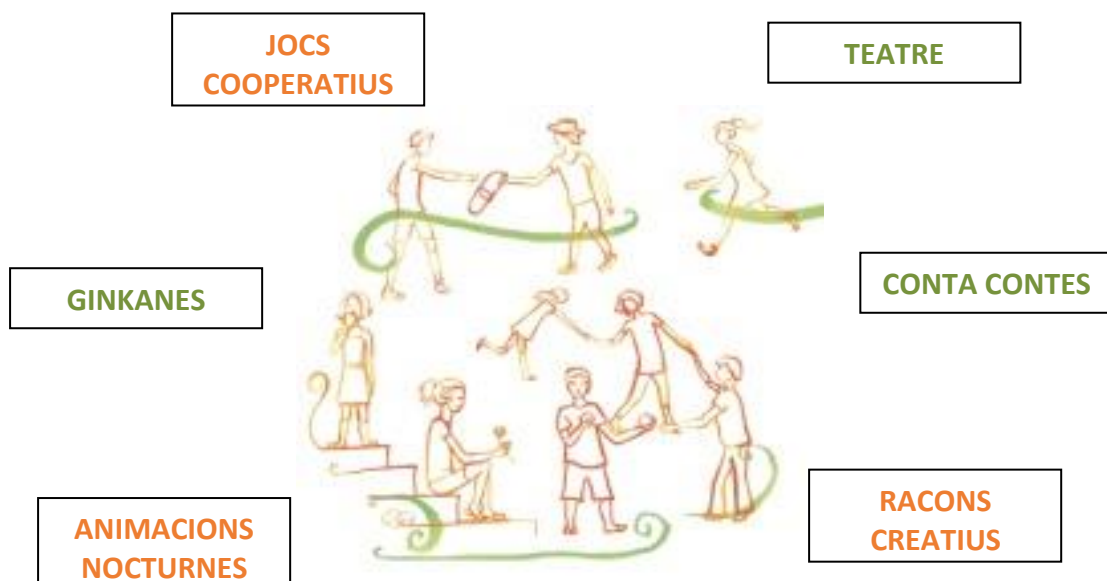 JOCS
COOPERATIUS
TEATRE
GINKANES
CONTA CONTES
ANIMACIONS
NOCTURNES
RACONS
CREATIUS